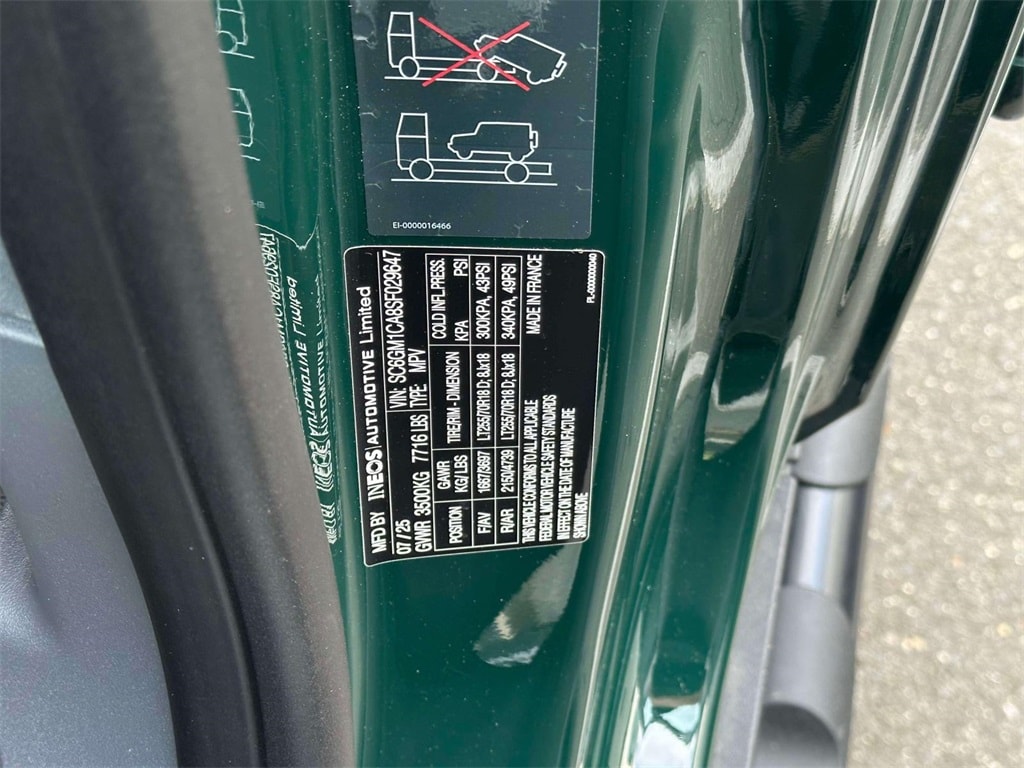 EI-0000016466
MFD BY INEOS AUTOMOTIVE Limited
07 / 25 VIN: SC6GM1CA8SF029647
GVWR 3500KG 7716 LBS TYPE MPV
POSITION GAWR TIRE/RIM - DIMENSION COLD INFL.PRESS.
KG/ LBS KPA PSI
F/AV 1667/3697 LT255/70R18 D; 8Jx18 300KPA, 43PSI
R/AR 2150/4739 LT255/70R18 D; 8Jx18 340KPA, 49PSI
THIS VEHICLE CONFORMS TO ALL APPLICABLE MADE IN FRANCE
FEDERAL MOTOR VEHICLE SAFETY STANDARDS
IN EFFECT ON THE DATE OF MANUFACTURE
SHOWN ABOVE.